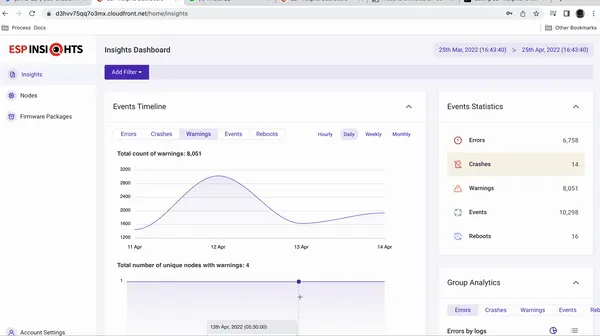 d3hvv75qq7o3mx.cloudfront.net/home/insights
Process Docs
Other Bookmarks
ESP INSIGHTS
Insights Dashboard
25th Mar, 2022 (16:43:40) > 25th Apr, 2022 (16:43:40)
Add Filter
Insights
Nodes
Firmware Packages
Events Timeline
Errors Crashes Warnings Events Reboots
Hourly Daily Weekly Monthly
Total count of warnings: 8,051
3200
2800
2400
2000
1600
1200
11 Apr 12 Apr 13 Apr 14 Apr
Total number of unique nodes with warnings: 4
1
13th Apr, 2022 (05:30:00)
Events Statistics
Errors 6,758
Crashes 14
Warnings 8,051
Events 10,298
Reboots 16
Group Analytics
Errors Crashes Warnings Events Reb
Errors by logs
Account Settings